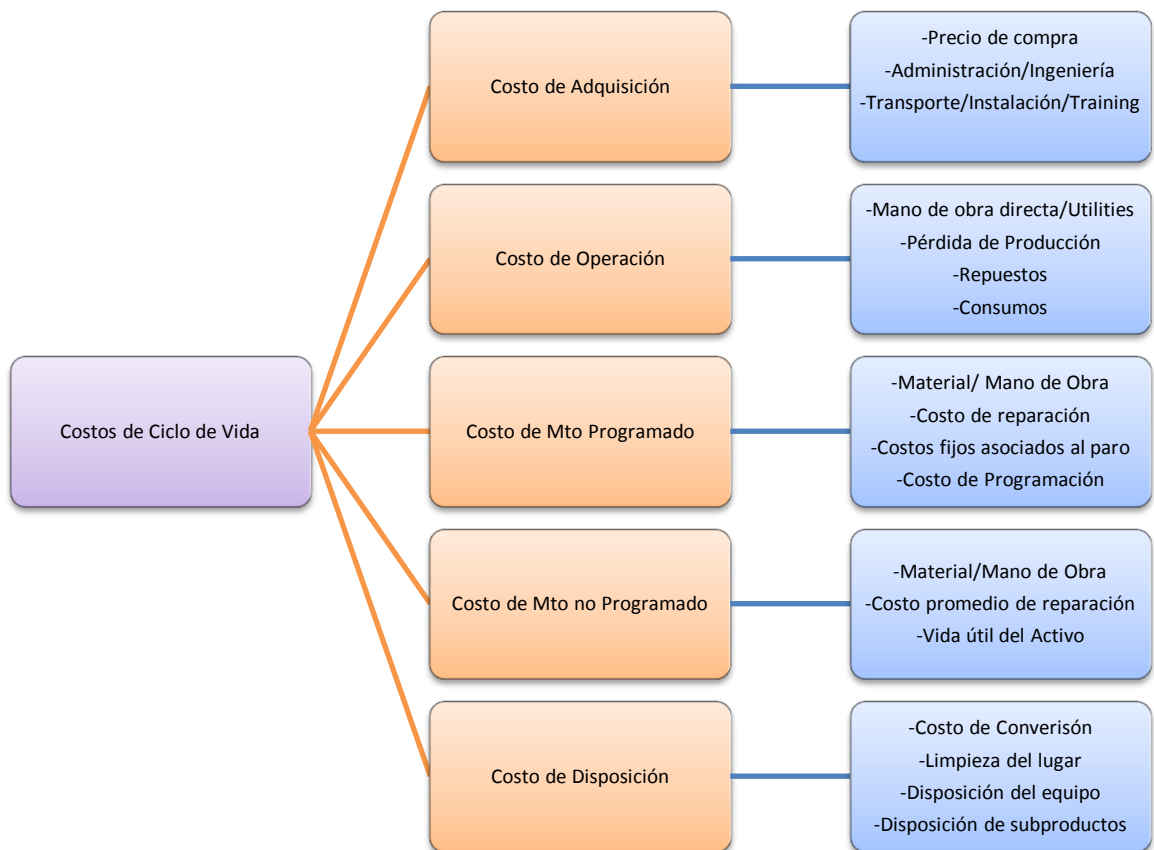 Costos de Ciclo de Vida
Costo de Adquisición
-Precio de compra
-Administración/Ingeniería
-Transporte/Instalación/Training
Costo de Operación
-Mano de obra directa/Utilities
-Pérdida de Producción
-Repuestos
-Consumos
Costo de Mto Programado
-Material/ Mano de Obra
-Costo de reparación
-Costos fijos asociados al paro
-Costo de Programación
Costo de Mto no Programado
-Material/Mano de Obra
-Costo promedio de reparación
-Vida útil del Activo
Costo de Disposición
-Costo de Converisón
-Limpieza del lugar
-Disposición del equipo
-Disposición de subproductos